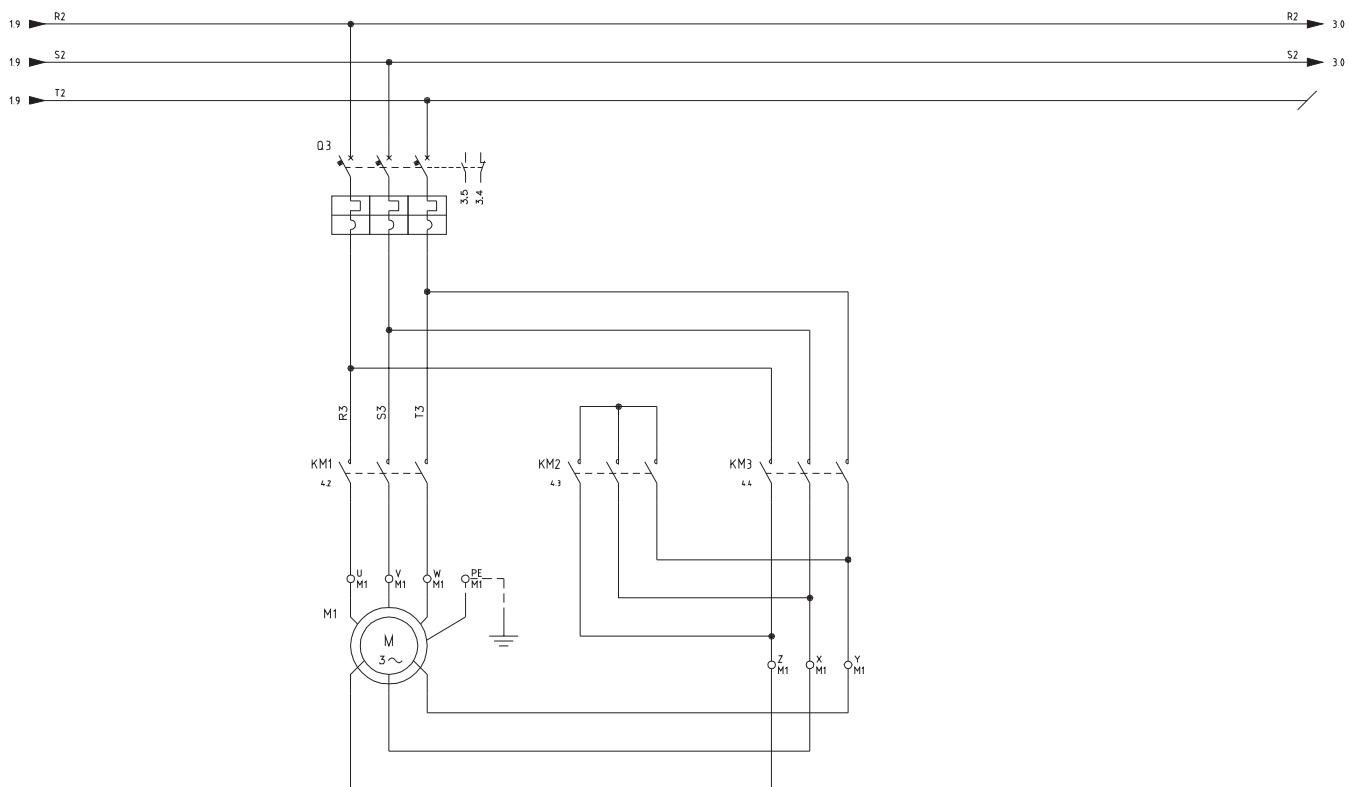 1.9 R2 R2 3.0
1.9 S2 S2 3.0
1.9 T2
Q3
3.5 3.4
R3 S3 T3
KM1 KM2 KM3
4.2 4.3 4.4
U V W PE
M1 M1 M1 M1
M1
M
3~
Z X Y
M1 M1 M1